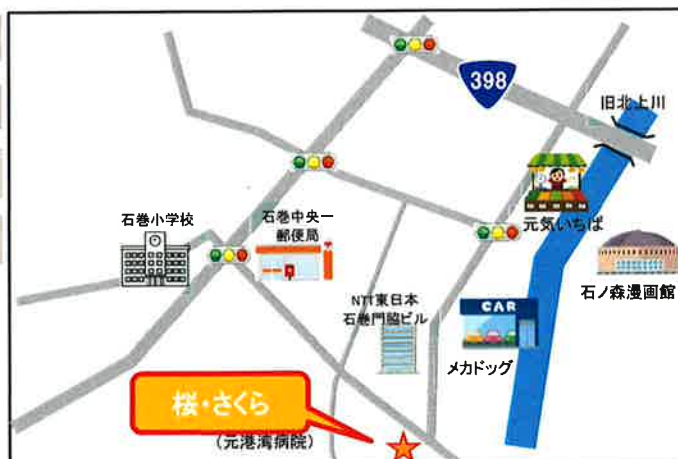 398
旧北上川
石巻小学校
石巻中央一
郵便局
元気いちば
石ノ森漫画館
NTT東日本
石巻門脇ビル
CAR
メカドッグ
桜・さくら
(元港湾病院)